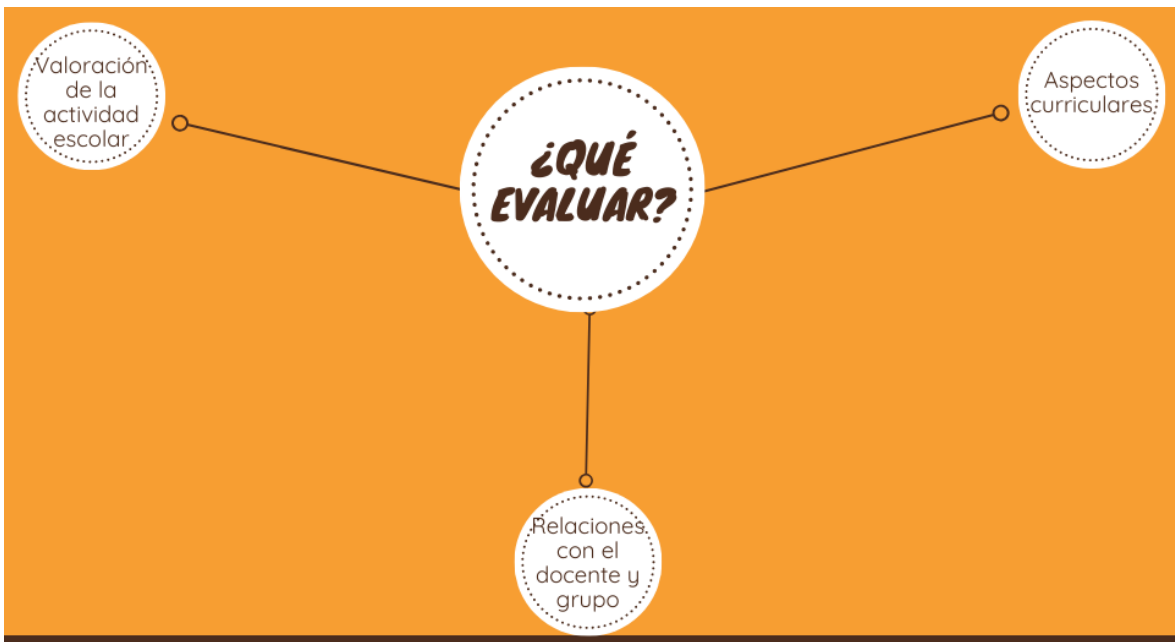 Valoración
de la
actividad
escolar
¿QUÉ
EVALUAR?
Aspectos
curriculares
Relaciones
con el
docente y
grupo